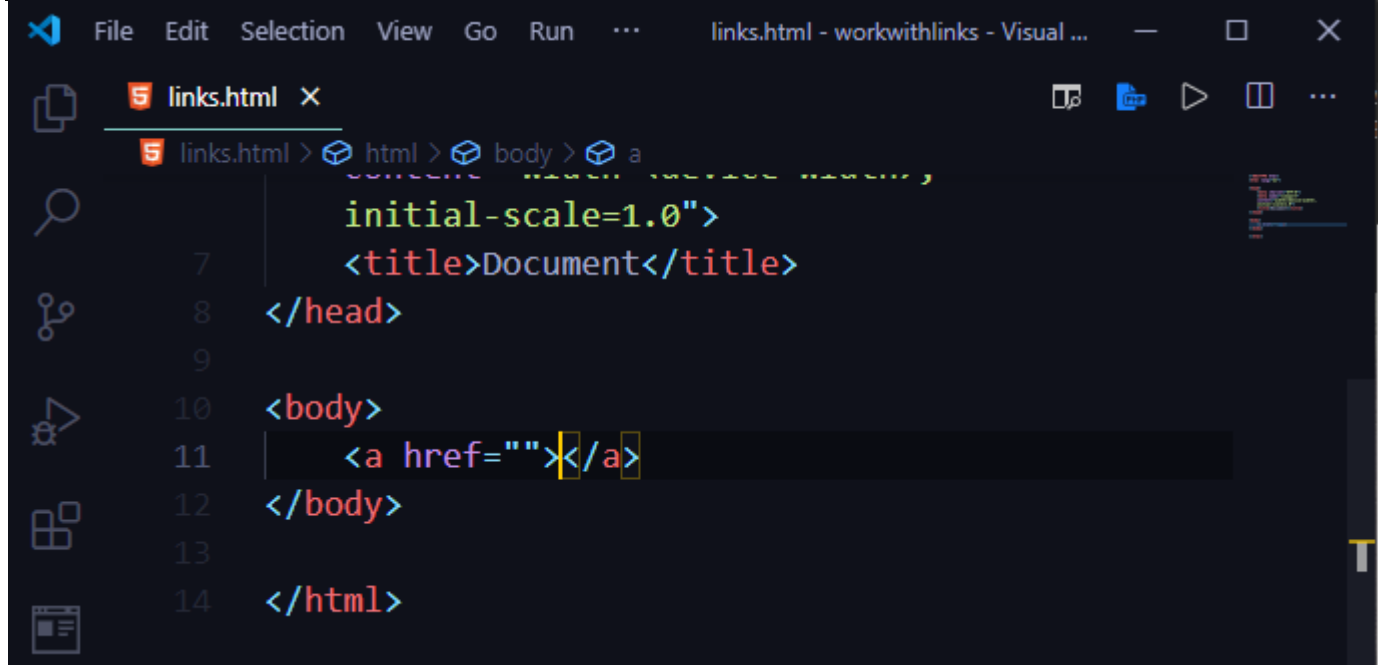 File Edit Selection View Go Run ··· links.html - workwithlinks - Visual ...
links.html
links.html > html > body > a
initial-scale=1.0">
7 <title>Document</title>
8 </head>
9
10 <body>
11 <a href=""></a>
12 </body>
13
14 </html>